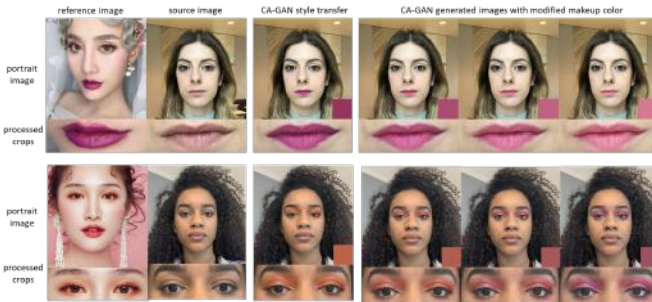 reference image
source image
CA-GAN style transfer
CA-GAN generated images with modified makeup color
portrait
image
processed
crops
portrait
image
processed
crops